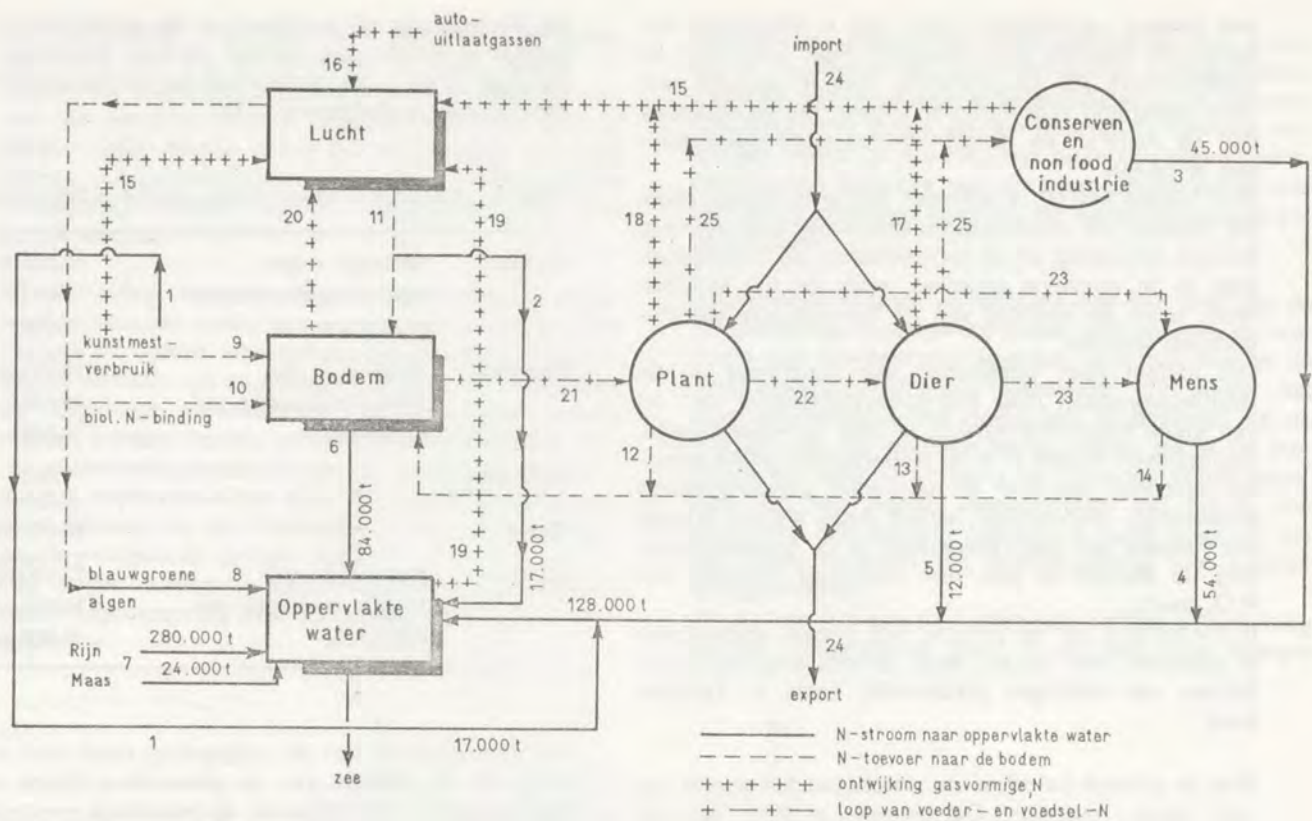 auto-
uitlaatgassen
16
import
24
15
Lucht
Conserven
en
non food
industrie
45.000 t
3
15
20
11
19
18
25
17
25
1
2
23
kunstmest-
verbruik
9
Bodem
10
biol. N-binding
21
Plant
22
Dier
23
Mens
6
12
13
14
84.000 t
19
17.000 t
5
12.000 t
4
54.000 t
blauwgroene
algen
8
Oppervlakte
water
128.000 t
Rijn
280.000 t
7
Maas
24.000 t
24
export
1
17.000 t
zee
N-stroom naar oppervlakte water
N-toevoer naar de bodem
ontwijking gasvormige N
loop van voeder- en voedsel-N